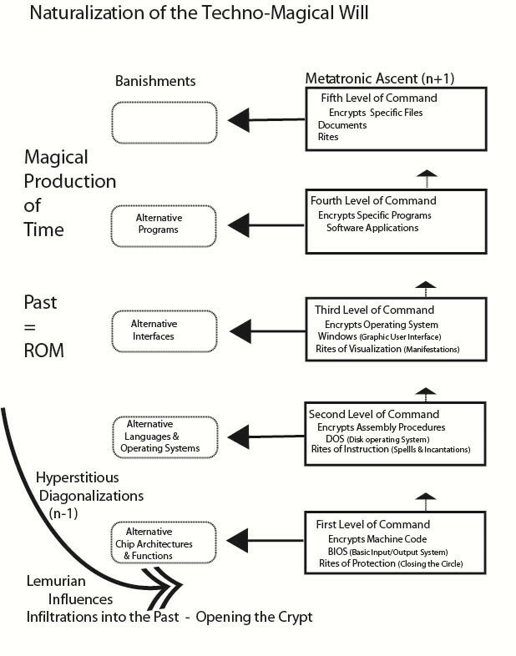 Naturalization of the Techno-Magical Will
Banishments
Metatronic Ascent (n+1)
Fifth Level of Command
Encrypts Specific Files
Documents
Rites
Magical
Production
of
Time
Fourth Level of Command
Encrypts Specific Programs
Software Applications
Alternative
Programs
Past
=
ROM
Third Level of Command
Encrypts Operating System
Windows (Graphic User Interface)
Rites of Visualization (Manifestations)
Alternative
Interfaces
Second Level of Command
Encrypts Assembly Procedures
DOS (Disk operating System)
Rites of Instruction (Spellls & Incantations)
Alternative
Languages &
Operating Systems
Hyperstitious
Diagonalizations
(n-1)
First Level of Command
Encrypts Machine Code
BIOS (Basic Input/Output System)
Rites of Protection (Closing the Circle)
Alternative
Chip Architectures
& Functions
Lemurian
Influences
Infiltrations into the Past - Opening the Crypt